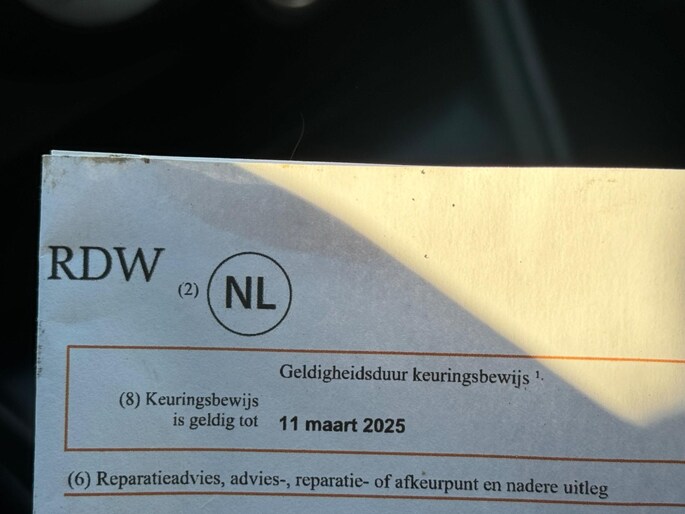 RDW (2) NL
Geldigheidsduur keuringsbewijs 1.
(8) Keuringsbewijs
is geldig tot 11 maart 2025
(6) Reparatieadvies, advies-, reparatie- of afkeurpunt en nadere uitleg